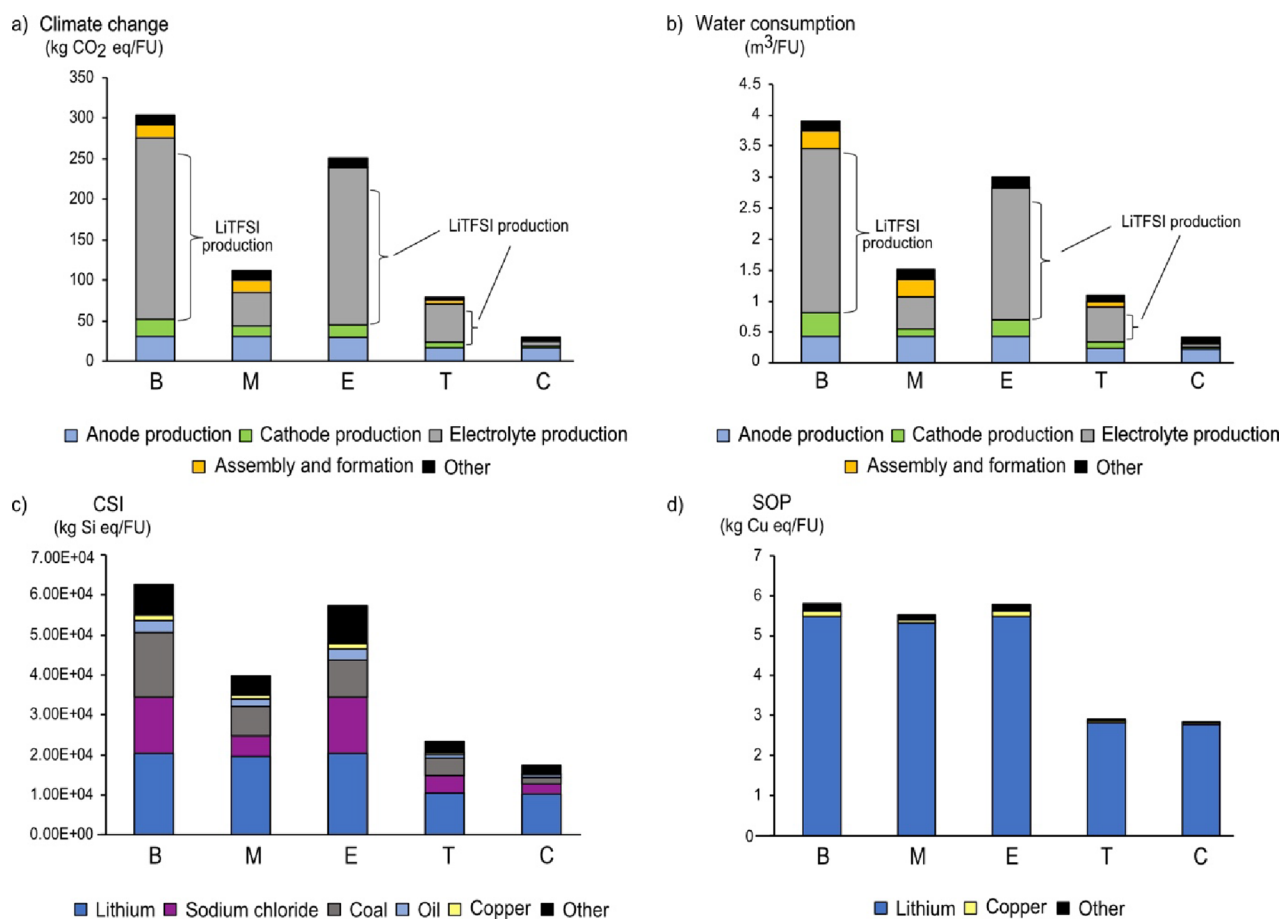 a) Climate change
(kg CO2 eq/FU)
350
300
250
200
150
100
50
0
LiTFSI
production
LiTFSI production
B M E T C
Anode production Cathode production Electrolyte production
Assembly and formation Other
b) Water consumption
(m3/FU)
4.5
4
3.5
3
2.5
2
1.5
1
0.5
0
LiTFSI
production
LiTFSI production
B M E T C
Anode production Cathode production Electrolyte production
Assembly and formation Other
c) CSI
(kg Si eq/FU)
7.00E+04
6.00E+04
5.00E+04
4.00E+04
3.00E+04
2.00E+04
1.00E+04
0.00E+00
B M E T C
Lithium Sodium chloride Coal Oil Copper Other
d) SOP
(kg Cu eq/FU)
7
6
5
4
3
2
1
0
B M E T C
Lithium Copper Other